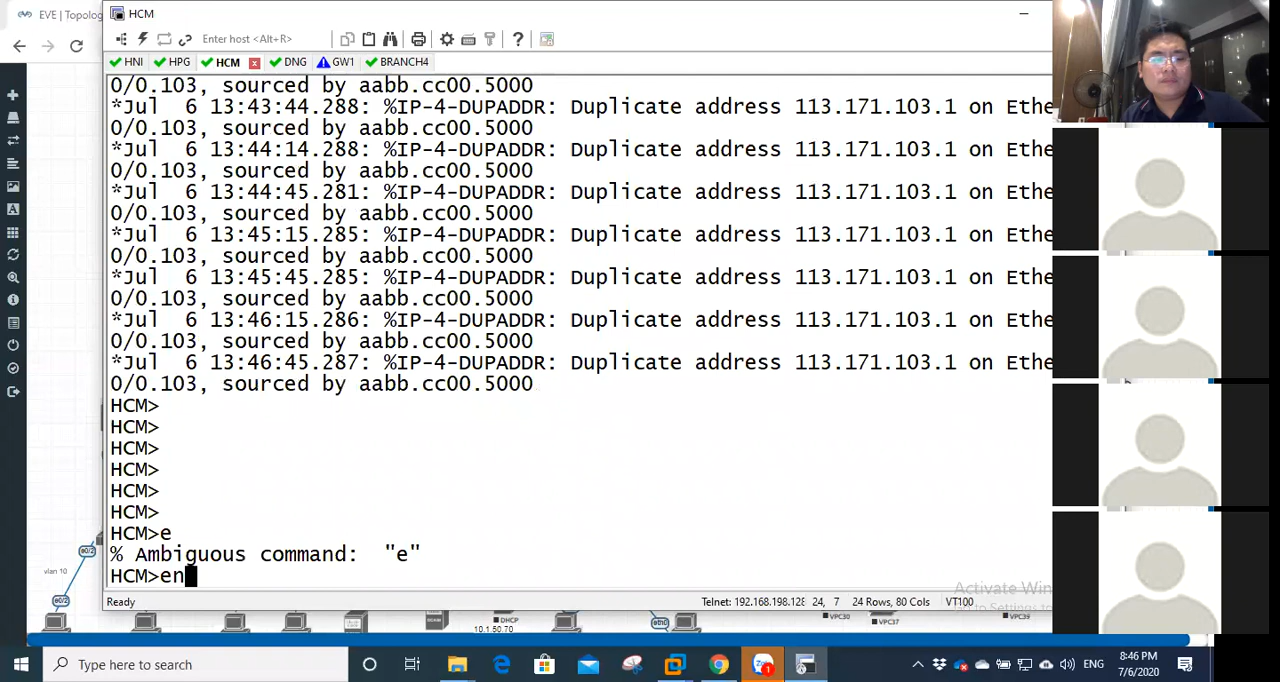 EVE | Topolog
HCM
Enter host <Alt+R>
HNI
HPG
HCM
DNG
GW1
BRANCH4
0/0.103, sourced by aabb.cc00.5000
*Jul  6 13:43:44.288: %IP-4-DUPADDR: Duplicate address 113.171.103.1 on Ethe
0/0.103, sourced by aabb.cc00.5000
*Jul  6 13:44:14.288: %IP-4-DUPADDR: Duplicate address 113.171.103.1 on Ethe
0/0.103, sourced by aabb.cc00.5000
*Jul  6 13:44:45.281: %IP-4-DUPADDR: Duplicate address 113.171.103.1 on Ethe
0/0.103, sourced by aabb.cc00.5000
*Jul  6 13:45:15.285: %IP-4-DUPADDR: Duplicate address 113.171.103.1 on Ethe
0/0.103, sourced by aabb.cc00.5000
*Jul  6 13:45:45.285: %IP-4-DUPADDR: Duplicate address 113.171.103.1 on Ethe
0/0.103, sourced by aabb.cc00.5000
*Jul  6 13:46:15.286: %IP-4-DUPADDR: Duplicate address 113.171.103.1 on Ethe
0/0.103, sourced by aabb.cc00.5000
*Jul  6 13:46:45.287: %IP-4-DUPADDR: Duplicate address 113.171.103.1 on Ethe
0/0.103, sourced by aabb.cc00.5000
HCM>
HCM>
HCM>
HCM>
HCM>
HCM>
HCM>e
% Ambiguous command:  "e"
HCM>en
Activate Win
Ready
Telnet: 192.168.198.128
24, 7
24 Rows, 80 Cols
VT100
e0/2
vlan 10
e0/2
DHCP
10.1.50.70
VPC30
VPC37
VPC39
Type here to search
ENG
8:46 PM
7/6/2020